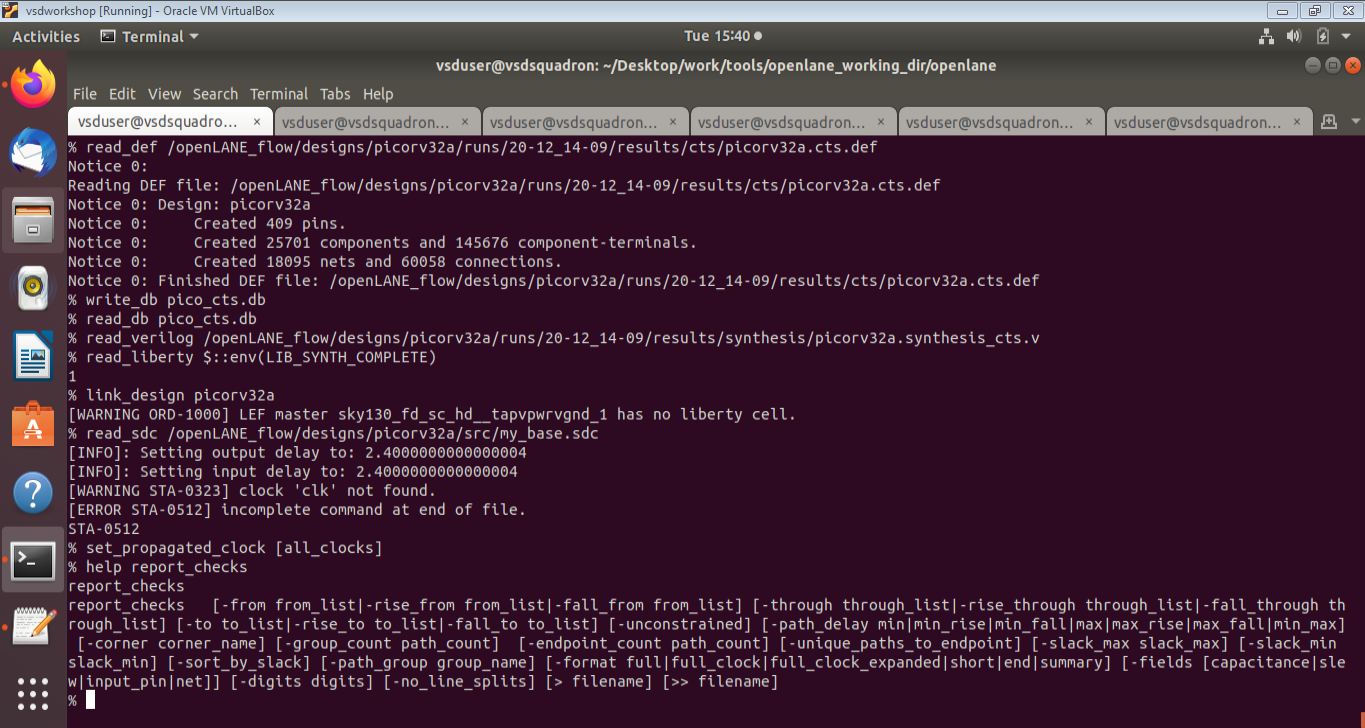 vsdworkshop [Running] - Oracle VM VirtualBox
Activities Terminal Tue 15:40
vsduser@vsdsquadron: ~/Desktop/work/tools/openlane_working_dir/openlane
File Edit View Search Terminal Tabs Help
vsduser@vsdsquadro... × vsduser@vsdsquadron... × vsduser@vsdsquadron... × vsduser@vsdsquadron... × vsduser@vsdsquadron... × vsduser@vsdsquadron... ×
% read_def /openLANE_flow/designs/picorv32a/runs/20-12_14-09/results/cts/picorv32a.cts.def
Notice 0:
Reading DEF file: /openLANE_flow/designs/picorv32a/runs/20-12_14-09/results/cts/picorv32a.cts.def
Notice 0: Design: picorv32a
Notice 0:     Created 409 pins.
Notice 0:     Created 25701 components and 145676 component-terminals.
Notice 0:     Created 18095 nets and 60058 connections.
Notice 0: Finished DEF file: /openLANE_flow/designs/picorv32a/runs/20-12_14-09/results/cts/picorv32a.cts.def
% write_db pico_cts.db
% read_db pico_cts.db
% read_verilog /openLANE_flow/designs/picorv32a/runs/20-12_14-09/results/synthesis/picorv32a.synthesis_cts.v
% read_liberty $::env(LIB_SYNTH_COMPLETE)
1
% link_design picorv32a
[WARNING ORD-1000] LEF master sky130_fd_sc_hd__tapvpwrvgnd_1 has no liberty cell.
% read_sdc /openLANE_flow/designs/picorv32a/src/my_base.sdc
[INFO]: Setting output delay to: 2.4000000000000004
[INFO]: Setting input delay to: 2.4000000000000004
[WARNING STA-0323] clock 'clk' not found.
[ERROR STA-0512] incomplete command at end of file.
STA-0512
% set_propagated_clock [all_clocks]
% help report_checks
report_checks
report_checks   [-from from_list|-rise_from from_list|-fall_from from_list] [-through through_list|-rise_through through_list|-fall_through th
rough_list] [-to to_list|-rise_to to_list|-fall_to to_list] [-unconstrained] [-path_delay min|min_rise|min_fall|max|max_rise|max_fall|min_max]
 [-corner corner_name] [-group_count path_count]  [-endpoint_count path_count] [-unique_paths_to_endpoint] [-slack_max slack_max] [-slack_min
slack_min] [-sort_by_slack] [-path_group group_name] [-format full|full_clock|full_clock_expanded|short|end|summary] [-fields [capacitance|sle
w|input_pin|net]] [-digits digits] [-no_line_splits] [> filename] [>> filename]
%